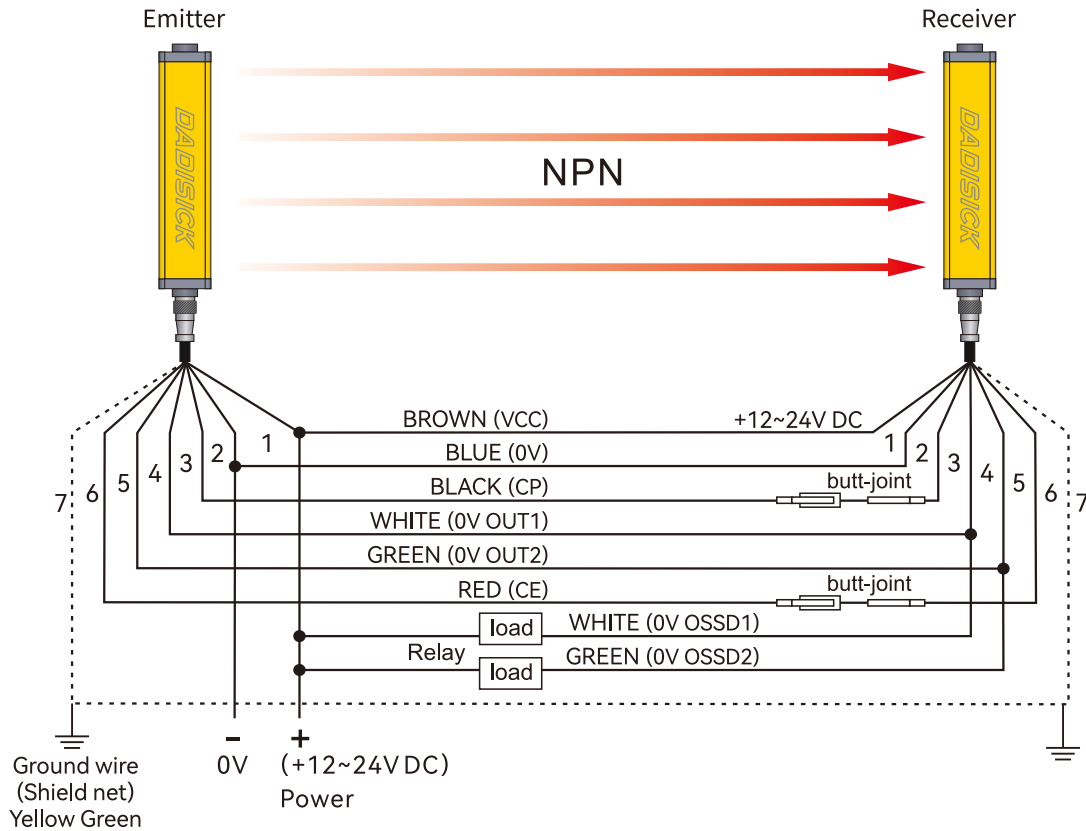 Emitter
Receiver
DADISICK
DADISICK
NPN
BROWN (VCC)
+12~24V DC
BLUE (0V)
BLACK (CP)
butt-joint
WHITE (0V OUT1)
GREEN (0V OUT2)
RED (CE)
butt-joint
load
WHITE (0V OSSD1)
Relay
load
GREEN (0V OSSD2)
7 6 5 4 3 2 1
1 2 3 4 5 6 7
- +
0V
(+12~24V DC)
Power
Ground wire
(Shield net)
Yellow Green